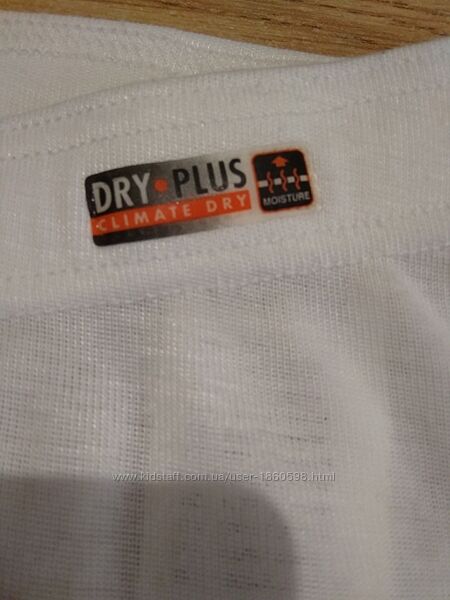 DRY•PLUS
CLIMATE DRY
MOISTURE
www.kidstaff.com.ua/user-1860598.html